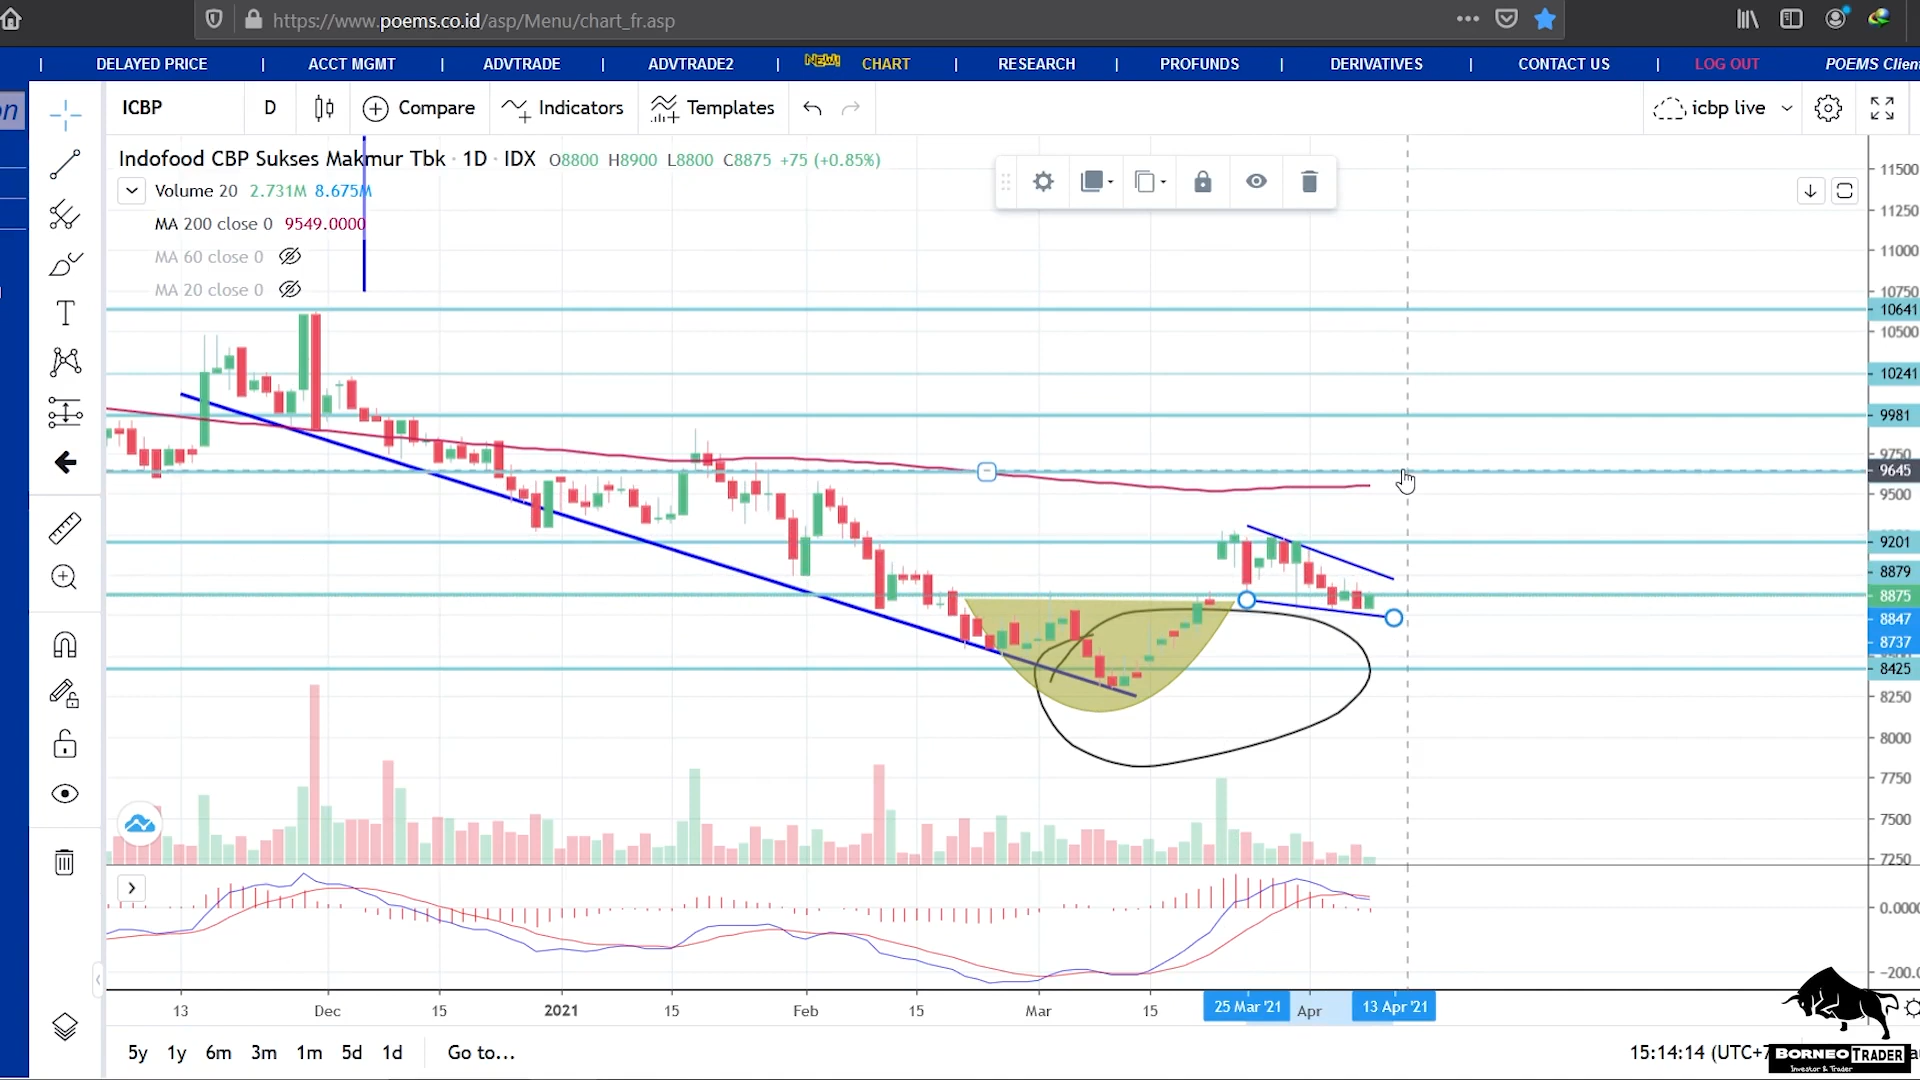 https://www.poems.co.id/asp/Menu/chart_fr.asp
| DELAYED PRICE | ACCT MGMT | ADVTRADE | ADVTRADE2 | NEW! CHART | RESEARCH | PROFUNDS | DERIVATIVES | CONTACT US | LOG OUT POEMS Clien
on
ICBP D Compare Indicators Templates icbp live
Indofood CBP Sukses Makmur Tbk · 1D · IDX O8800 H8900 L8800 C8875 +75 (+0.85%)
Volume 20 2.731M 8.675M
MA 200 close 0 9549.0000
MA 60 close 0
MA 20 close 0
11500
11250
11000
10750
10641
10500
10241
9981
9750
9645
9500
9201
8879
8875
8847
8737
8425
8250
8000
7750
7500
7250
0.0000
-200.0
13 Dec 15 2021 15 Feb 15 Mar 15 25 Mar '21 Apr 13 Apr '21
5y 1y 6m 3m 1m 5d 1d Go to... 15:14:14 (UTC+7
BORNEO TRADER
Investor & Trader